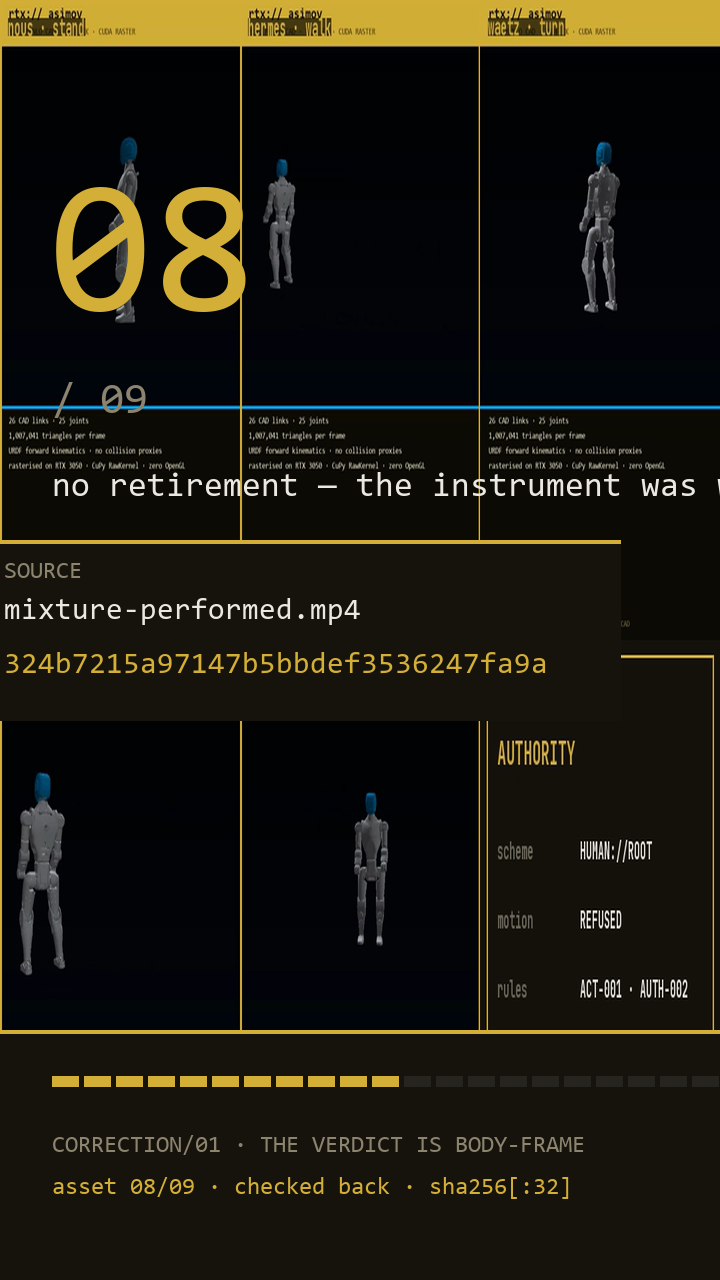 rtx:// asimov
nous · stand
· CUDA RASTER
rtx:// asimov
hermes · walk
· CUDA RASTER
rtx:// asimov
waetz · turn
· CUDA RASTER
08
/ 09
26 CAD links · 25 joints
1,007,041 triangles per frame
URDF forward kinematics · no collision proxies
rasterised on RTX 3050 · CuPy RawKernel · zero OpenGL
26 CAD links · 25 joints
1,007,041 triangles per frame
URDF forward kinematics · no collision proxies
rasterised on RTX 3050 · CuPy RawKernel · zero OpenGL
26 CAD links · 25 joints
1,007,041 triangles per frame
URDF forward kinematics · no collision proxies
rasterised on RTX 3050 · CuPy RawKernel · zero OpenGL
no retirement — the instrument was
SOURCE
mixture-performed.mp4
324b7215a97147b5bbdef3536247fa9a
AUTHORITY
scheme HUMAN://ROOT
motion REFUSED
rules ACT-001 · AUTH-002
CORRECTION/01 · THE VERDICT IS BODY-FRAME
asset 08/09 · checked back · sha256[:32]